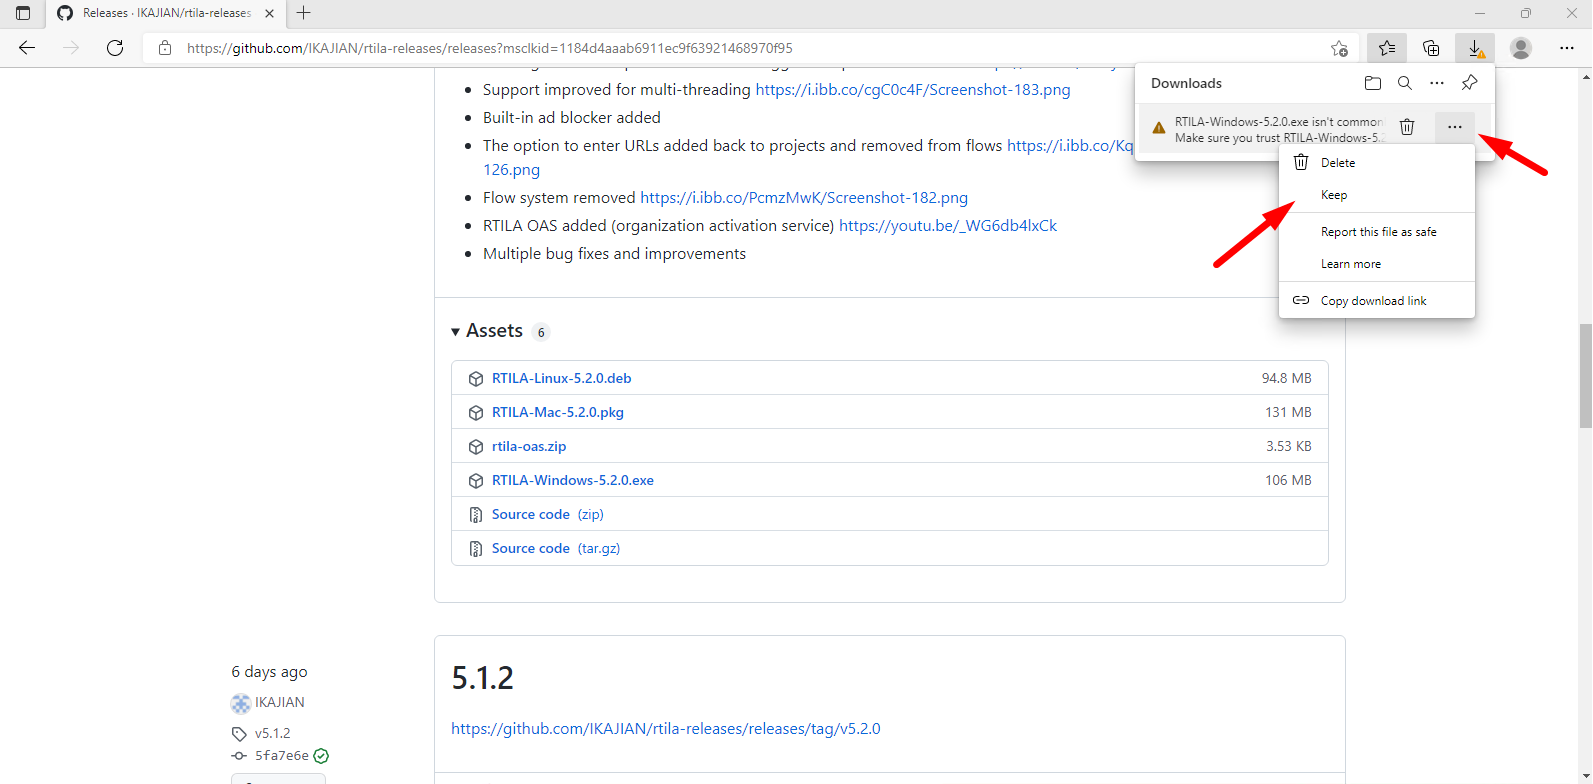 Releases · IKAJIAN/rtila-releases
https://github.com/IKAJIAN/rtila-releases/releases?msclkid=1184d4aaab6911ec9f63921468970f95
Downloads
RTILA-Windows-5.2.0.exe isn't common
Make sure you trust RTILA-Windows-5.2
Delete
Keep
Report this file as safe
Learn more
Copy download link
Support improved for multi-threading https://i.ibb.co/cgC0c4F/Screenshot-183.png
Built-in ad blocker added
The option to enter URLs added back to projects and removed from flows https://i.ibb.co/Kq
126.png
Flow system removed https://i.ibb.co/PcmzMwK/Screenshot-182.png
RTILA OAS added (organization activation service) https://youtu.be/_WG6db4lxCk
Multiple bug fixes and improvements
Assets 6
RTILA-Linux-5.2.0.deb 94.8 MB
RTILA-Mac-5.2.0.pkg 131 MB
rtila-oas.zip 3.53 KB
RTILA-Windows-5.2.0.exe 106 MB
Source code (zip)
Source code (tar.gz)
6 days ago
IKAJIAN
v5.1.2
5fa7e6e
5.1.2
https://github.com/IKAJIAN/rtila-releases/releases/tag/v5.2.0